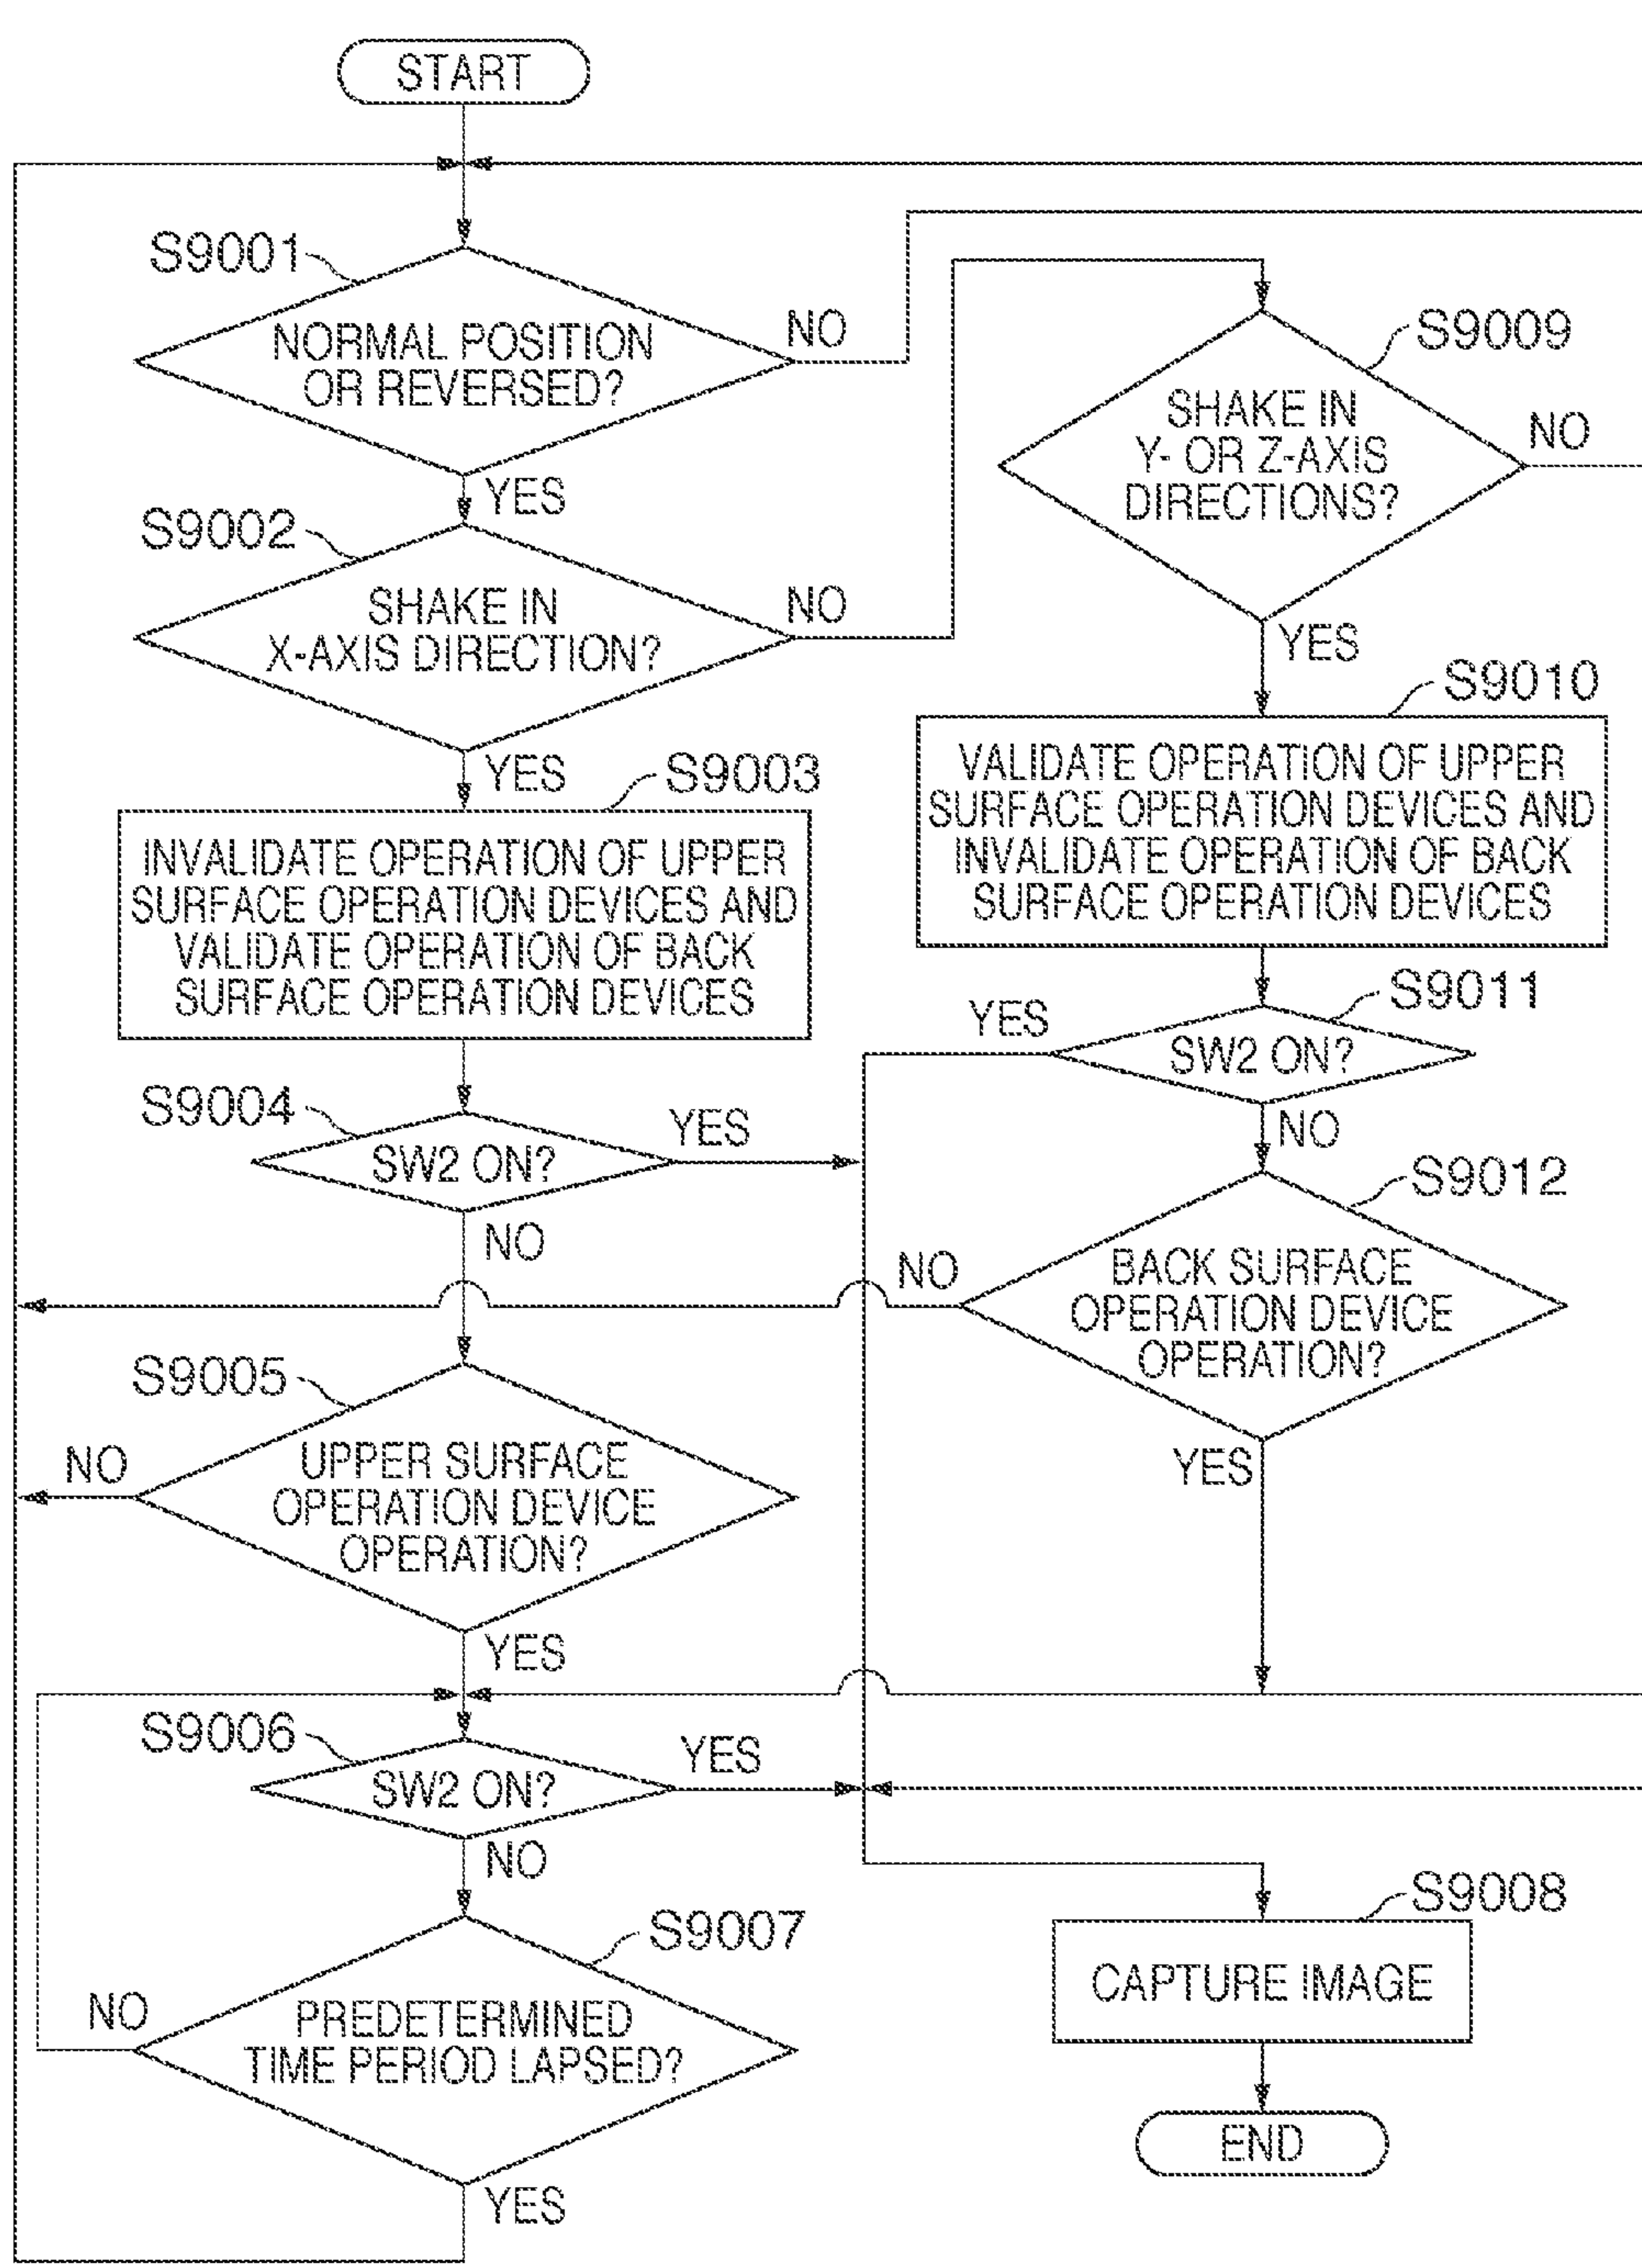 START
S9001
NORMAL POSITION
OR REVERSED?
NO
YES
S9002
SHAKE IN
X-AXIS DIRECTION?
NO
YES
S9003
INVALIDATE OPERATION OF UPPER
SURFACE OPERATION DEVICES AND
VALIDATE OPERATION OF BACK
SURFACE OPERATION DEVICES
S9004
SW2 ON?
YES
NO
S9005
UPPER SURFACE
OPERATION DEVICE
OPERATION?
NO
YES
S9006
SW2 ON?
YES
NO
S9007
PREDETERMINED
TIME PERIOD LAPSED?
NO
YES
S9009
SHAKE IN
Y- OR Z-AXIS
DIRECTIONS?
NO
YES
S9010
VALIDATE OPERATION OF UPPER
SURFACE OPERATION DEVICES AND
INVALIDATE OPERATION OF BACK
SURFACE OPERATION DEVICES
S9011
SW2 ON?
YES
NO
S9012
BACK SURFACE
OPERATION DEVICE
OPERATION?
NO
YES
S9008
CAPTURE IMAGE
END